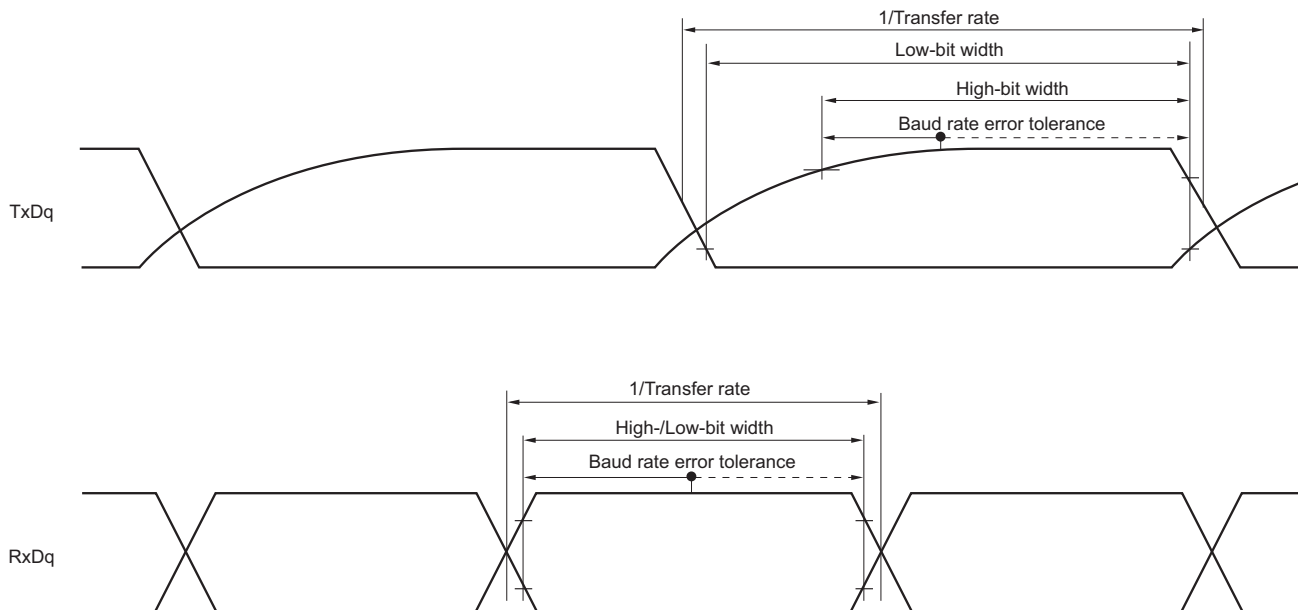 1/Transfer rate
Low-bit width
High-bit width
Baud rate error tolerance
TxDq
1/Transfer rate
High-/Low-bit width
Baud rate error tolerance
RxDq